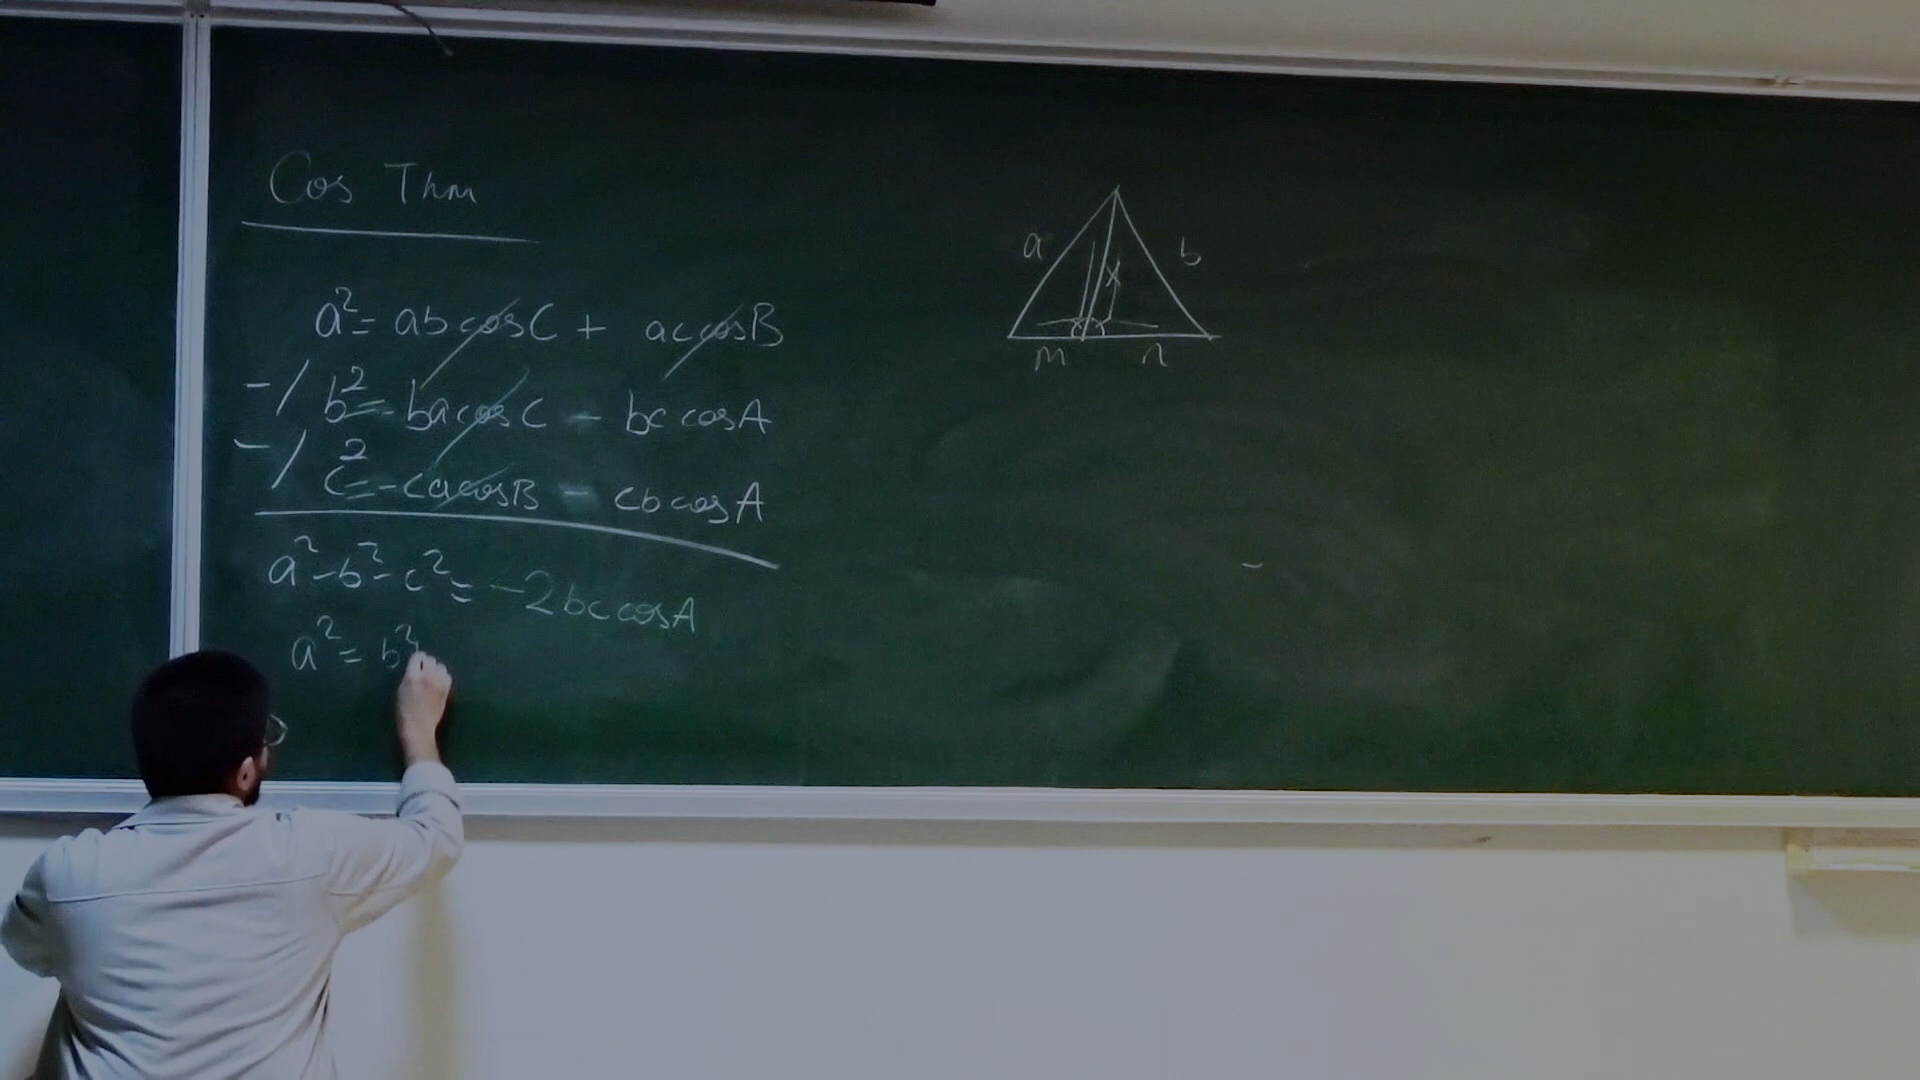 Cos Thm
a² = ab cos C + ac cos B
-/ b² = -ba cos C - bc cos A
-/ c² = -ca cos B - cb cos A
a² - b² - c² = -2bc cos A
a² = b²
a
b
x
m
n